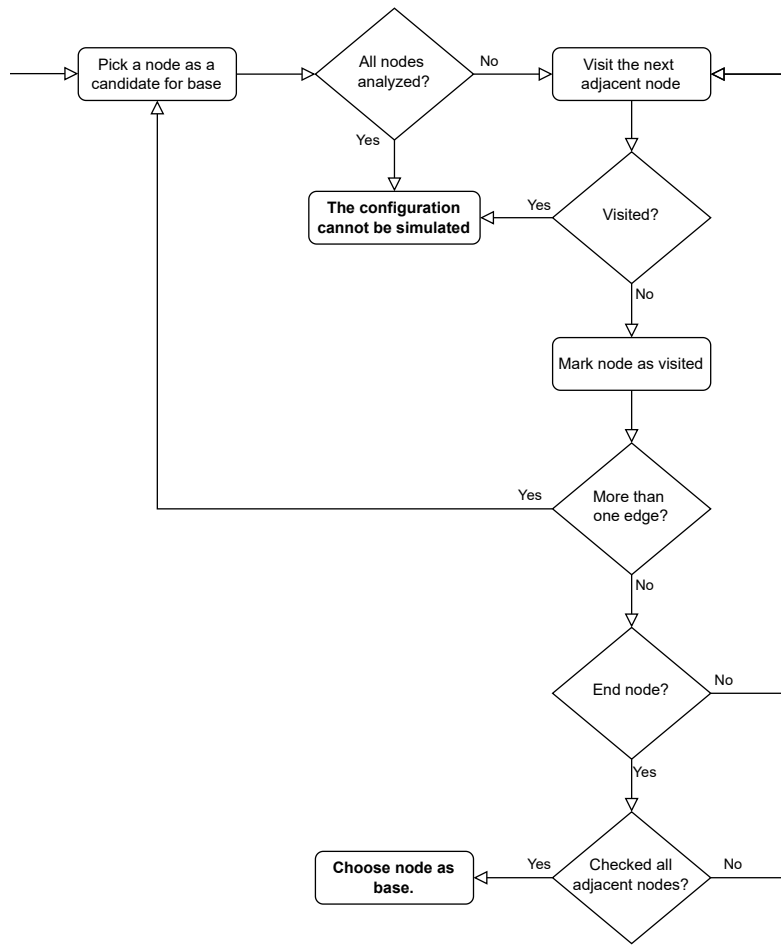 Pick a node as a
candidate for base
All nodes
analyzed?
No
Visit the next
adjacent node
Yes
The configuration
cannot be simulated
Yes
Visited?
No
Mark node as visited
Yes
More than
one edge?
No
End node?
No
Yes
Choose node as
base.
Yes
Checked all
adjacent nodes?
No